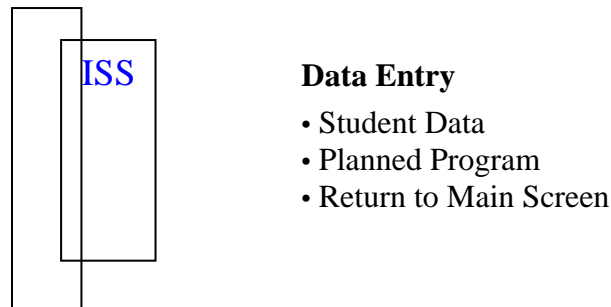 ISS
Data Entry
• Student Data
• Planned Program
• Return to Main Screen